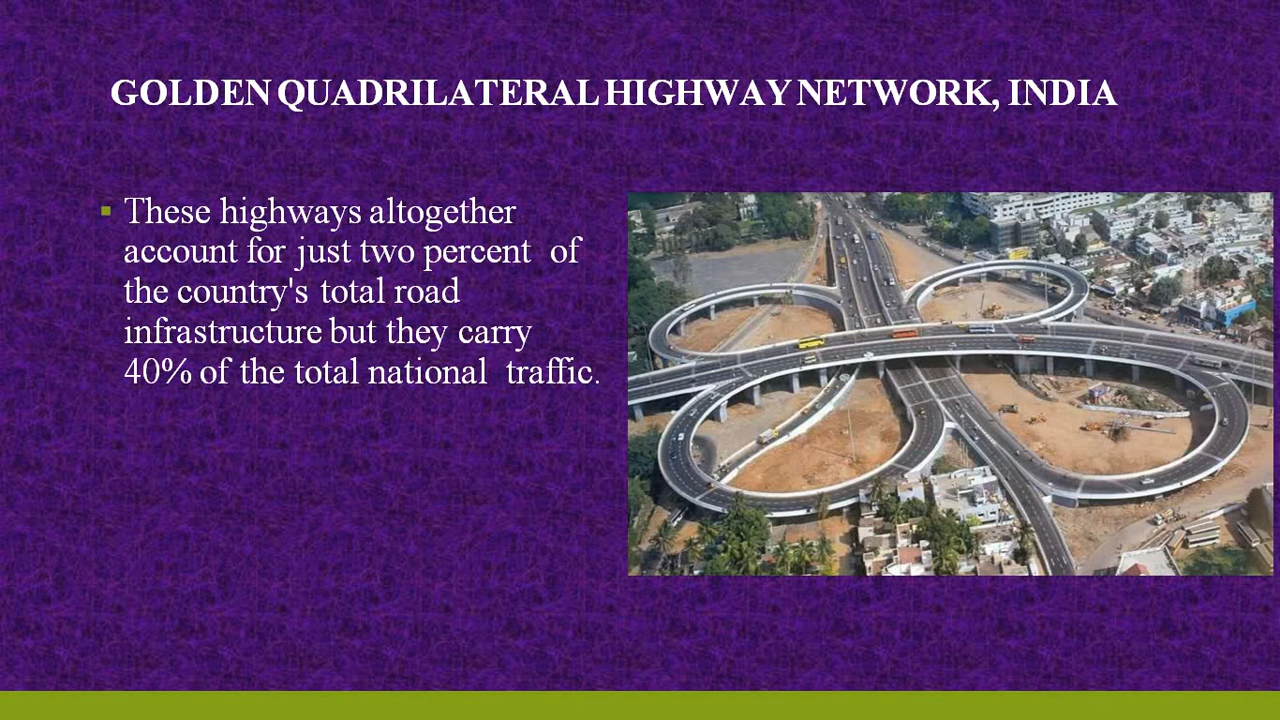 GOLDEN QUADRILATERAL HIGHWAY NETWORK, INDIA
▪ These highways altogether
account for just two percent of
the country's total road
infrastructure but they carry
40% of the total national traffic.